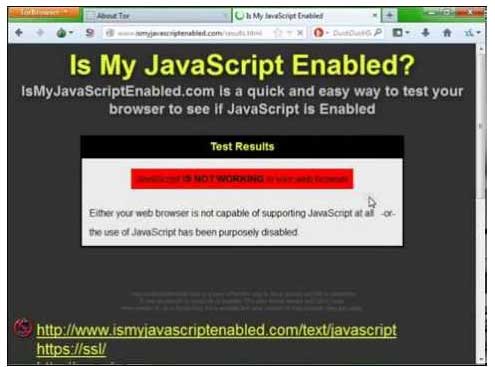 TorBrowser
About Tor
Is My JavaScript Enabled
www.ismyjavascriptenabled.com/results.html
DuckDuckG
Is My JavaScript Enabled?
IsMyJavaScriptEnabled.com is a quick and easy way to test your
browser to see if JavaScript is Enabled
Test Results
JavaScript IS NOT WORKING in your web browser
Either your web browser is not capable of supporting JavaScript at all -or-
the use of JavaScript has been purposely disabled
http://www.ismyjavascriptenabled.com/text/javascript
https://ssl/